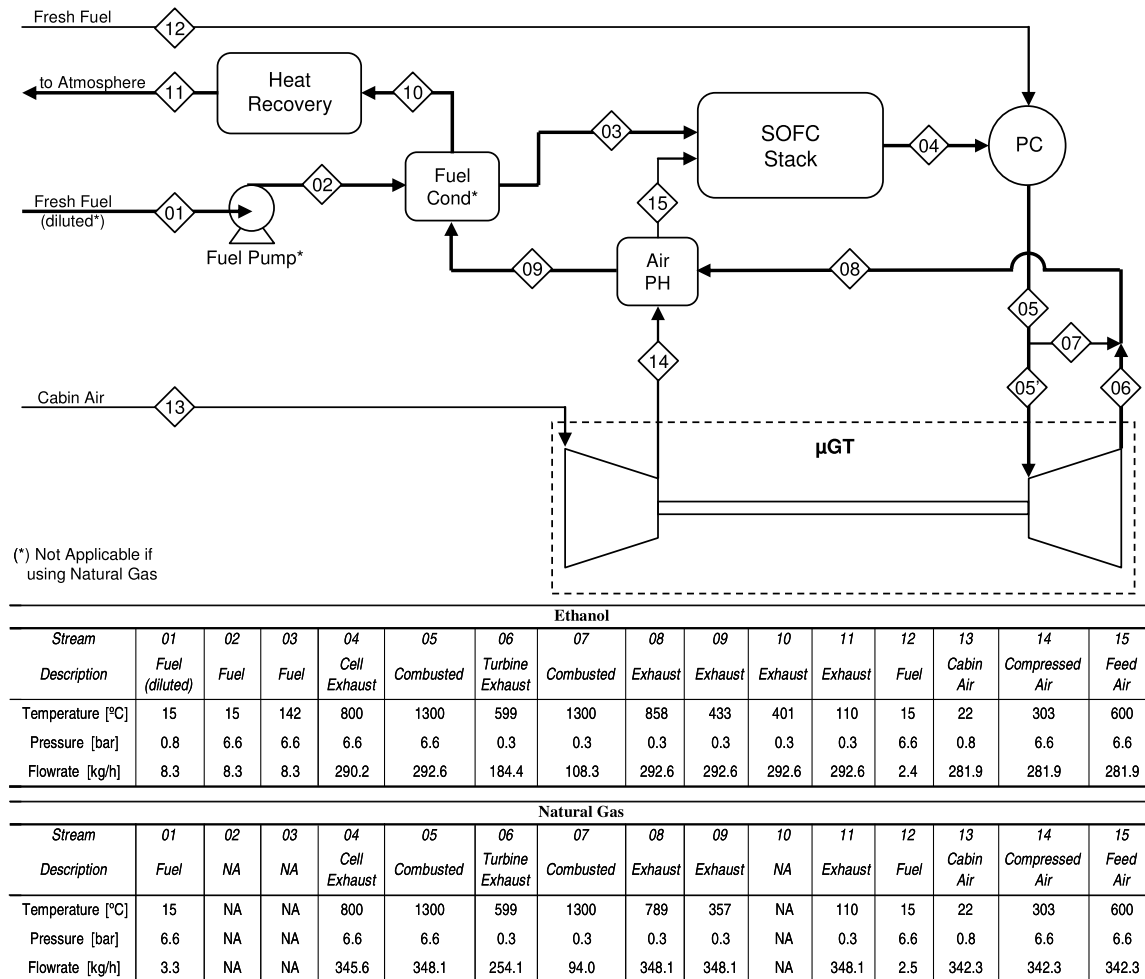 Fresh Fuel
12
to Atmosphere
11
Heat
Recovery
10
03
SOFC
Stack
04
PC
Fresh Fuel
(diluted*)
01
02
Fuel
Cond*
15
Fuel Pump*
09
Air
PH
08
05
07
14
05'
06
Cabin Air
13
μGT
(*) Not Applicable if
using Natural Gas
Ethanol
Stream 01 02 03 04 05 06 07 08 09 10 11 12 13 14 15
Description Fuel (diluted) Fuel Fuel Cell Exhaust Combusted Turbine Exhaust Combusted Exhaust Exhaust Exhaust Exhaust Fuel Cabin Air Compressed Air Feed Air
Temperature [ºC] 15 15 142 800 1300 599 1300 858 433 401 110 15 22 303 600
Pressure [bar] 0.8 6.6 6.6 6.6 6.6 0.3 0.3 0.3 0.3 0.3 0.3 6.6 0.8 6.6 6.6
Flowrate [kg/h] 8.3 8.3 8.3 290.2 292.6 184.4 108.3 292.6 292.6 292.6 292.6 2.4 281.9 281.9 281.9
Natural Gas
Stream 01 02 03 04 05 06 07 08 09 10 11 12 13 14 15
Description Fuel NA NA Cell Exhaust Combusted Turbine Exhaust Combusted Exhaust Exhaust NA Exhaust Fuel Cabin Air Compressed Air Feed Air
Temperature [ºC] 15 NA NA 800 1300 599 1300 789 357 NA 110 15 22 303 600
Pressure [bar] 6.6 NA NA 6.6 6.6 0.3 0.3 0.3 0.3 NA 0.3 6.6 0.8 6.6 6.6
Flowrate [kg/h] 3.3 NA NA 345.6 348.1 254.1 94.0 348.1 348.1 NA 348.1 2.5 342.3 342.3 342.3